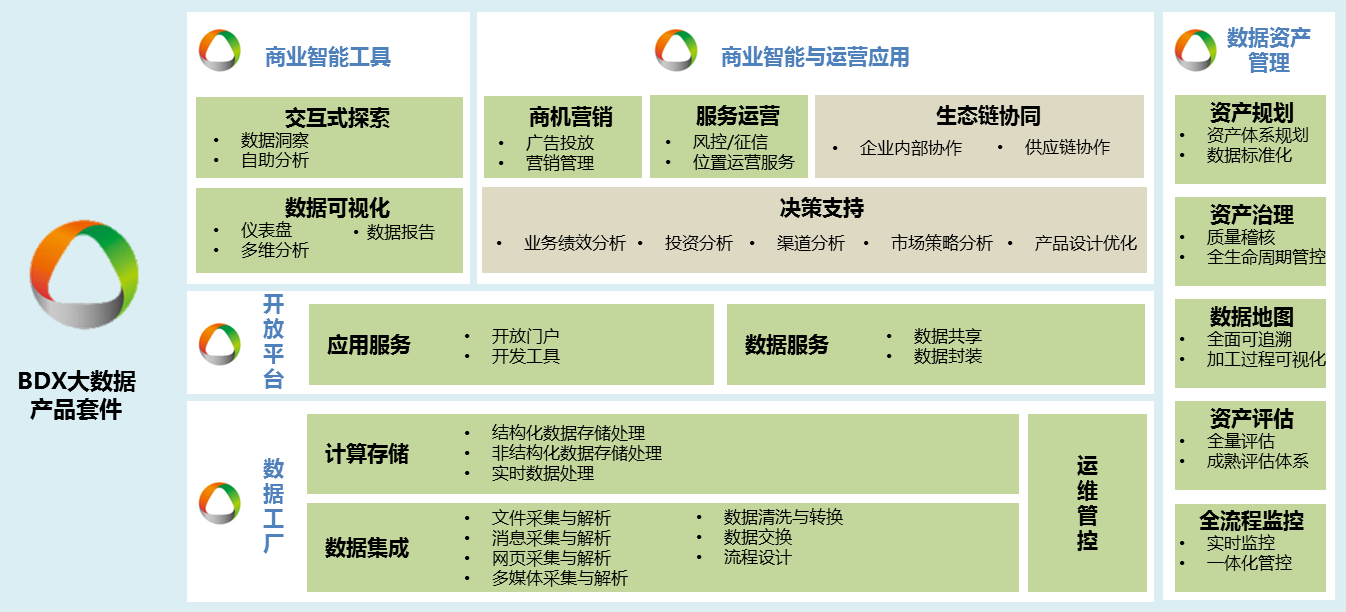 BDX大数据
产品套件
商业智能工具
交互式探索
• 数据洞察
• 自助分析
数据可视化
• 仪表盘
• 数据报告
• 多维分析
商业智能与运营应用
商机营销
• 广告投放
• 营销管理
服务运营
• 风控/征信
• 位置运营服务
生态链协同
• 企业内部协作
• 供应链协作
决策支持
• 业务绩效分析 • 投资分析 • 渠道分析 • 市场策略分析 • 产品设计优化
开放平台
应用服务
• 开放门户
• 开发工具
数据服务
• 数据共享
• 数据封装
数据工厂
计算存储
• 结构化数据存储处理
• 非结构化数据存储处理
• 实时数据处理
数据集成
• 文件采集与解析
• 消息采集与解析
• 网页采集与解析
• 多媒体采集与解析
• 数据清洗与转换
• 数据交换
• 流程设计
运维管控
数据资产
管理
资产规划
• 资产体系规划
• 数据标准化
资产治理
• 质量稽核
• 全生命周期管控
数据地图
• 全面可追溯
• 加工过程可视化
资产评估
• 全量评估
• 成熟评估体系
全流程监控
• 实时监控
• 一体化管控